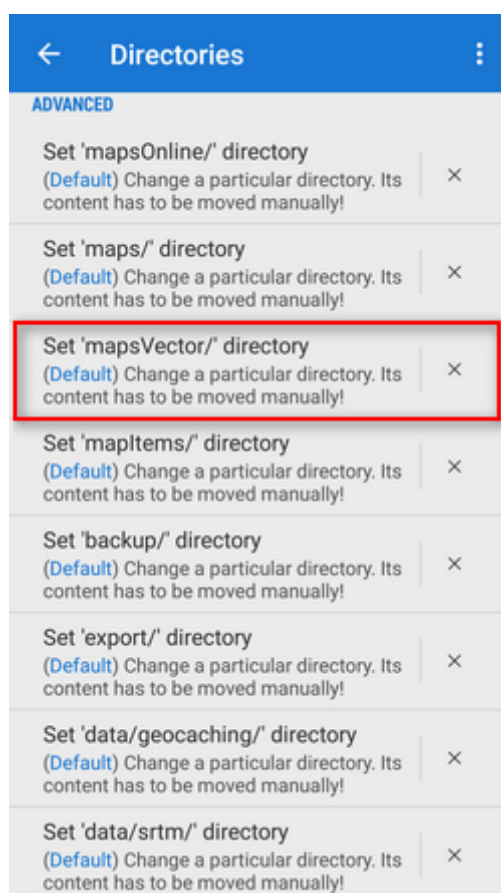 Directories
ADVANCED
Set 'mapsOnline/' directory
(Default) Change a particular directory. Its
content has to be moved manually!
Set 'maps/' directory
(Default) Change a particular directory. Its
content has to be moved manually!
Set 'mapsVector/' directory
(Default) Change a particular directory. Its
content has to be moved manually!
Set 'mapItems/' directory
(Default) Change a particular directory. Its
content has to be moved manually!
Set 'backup/' directory
(Default) Change a particular directory. Its
content has to be moved manually!
Set 'export/' directory
(Default) Change a particular directory. Its
content has to be moved manually!
Set 'data/geocaching/' directory
(Default) Change a particular directory. Its
content has to be moved manually!
Set 'data/srtm/' directory
(Default) Change a particular directory. Its
content has to be moved manually!